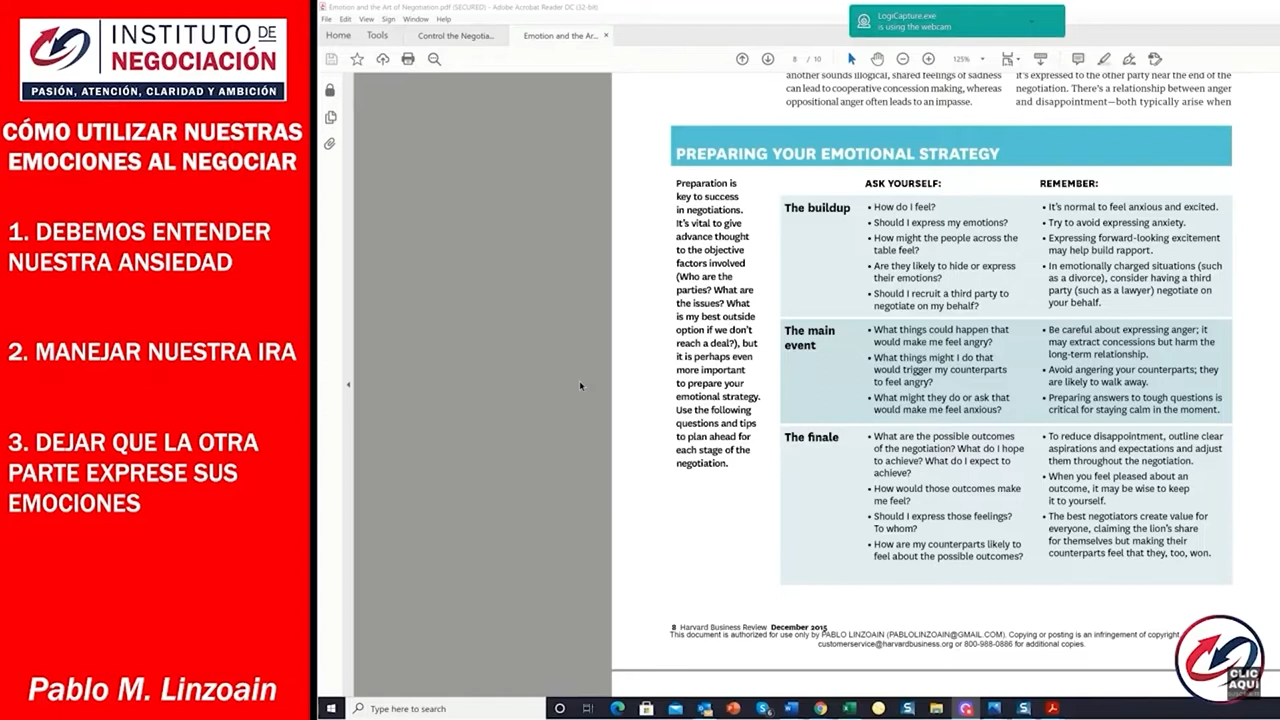 INSTITUTO DE
NEGOCIACIÓN
PASIÓN, ATENCIÓN, CLARIDAD Y AMBICIÓN
CÓMO UTILIZAR NUESTRAS
EMOCIONES AL NEGOCIAR
1. DEBEMOS ENTENDER
NUESTRA ANSIEDAD
2. MANEJAR NUESTRA IRA
3. DEJAR QUE LA OTRA
PARTE EXPRESE SUS
EMOCIONES
Pablo M. Linzoain
Emotion and the Art of Negotiation.pdf (SECURED) - Adobe Acrobat Reader DC (32-bit)
File Edit View Sign Window Help
Home Tools Control the Negotia... Emotion and the Ar... ×
LogiCapture.exe
is using the webcam
8 / 10 125%
another sounds illogical, shared feelings of sadness
can lead to cooperative concession making, whereas
oppositional anger often leads to an impasse.
it's expressed to the other party near the end of the
negotiation. There's a relationship between anger
and disappointment—both typically arise when
PREPARING YOUR EMOTIONAL STRATEGY
Preparation is
key to success
in negotiations.
It's vital to give
advance thought
to the objective
factors involved
(Who are the
parties? What are
the issues? What
is my best outside
option if we don't
reach a deal?), but
it is perhaps even
more important
to prepare your
emotional strategy.
Use the following
questions and tips
to plan ahead for
each stage of the
negotiation.
ASK YOURSELF:
REMEMBER:
The buildup
• How do I feel?
• Should I express my emotions?
• How might the people across the
table feel?
• Are they likely to hide or express
their emotions?
• Should I recruit a third party to
negotiate on my behalf?
• It's normal to feel anxious and excited.
• Try to avoid expressing anxiety.
• Expressing forward-looking excitement
may help build rapport.
• In emotionally charged situations (such
as a divorce), consider having a third
party (such as a lawyer) negotiate on
your behalf.
The main
event
• What things could happen that
would make me feel angry?
• What things might I do that
would trigger my counterparts
to feel angry?
• What might they do or ask that
would make me feel anxious?
• Be careful about expressing anger; it
may extract concessions but harm the
long-term relationship.
• Avoid angering your counterparts; they
are likely to walk away.
• Preparing answers to tough questions is
critical for staying calm in the moment.
The finale
• What are the possible outcomes
of the negotiation? What do I hope
to achieve? What do I expect to
achieve?
• How would those outcomes make
me feel?
• Should I express those feelings?
To whom?
• How are my counterparts likely to
feel about the possible outcomes?
• To reduce disappointment, outline clear
aspirations and expectations and adjust
them throughout the negotiation.
• When you feel pleased about an
outcome, it may be wise to keep
it to yourself.
• The best negotiators create value for
everyone, claiming the lion's share
for themselves but making their
counterparts feel that they, too, won.
8 Harvard Business Review December 2015
This document is authorized for use only by PABLO LINZOAIN (PABLOLINZOAIN@GMAIL.COM). Copying or posting is an infringement of copyright.
customerservice@harvardbusiness.org or 800-988-0886 for additional copies.
CLIC
AQUÍ
Type here to search